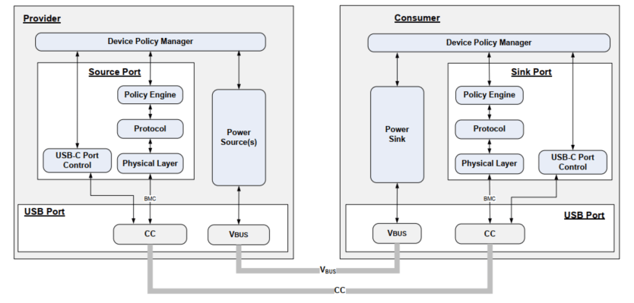 Provider
Device Policy Manager
Source Port
Policy Engine
Protocol
Physical Layer
USB-C Port
Control
Power
Source(s)
BMC
USB Port
CC
VBUS
Consumer
Device Policy Manager
Sink Port
Power
Sink
Policy Engine
Protocol
Physical Layer
USB-C Port
Control
BMC
USB Port
VBUS
CC
VBUS
CC